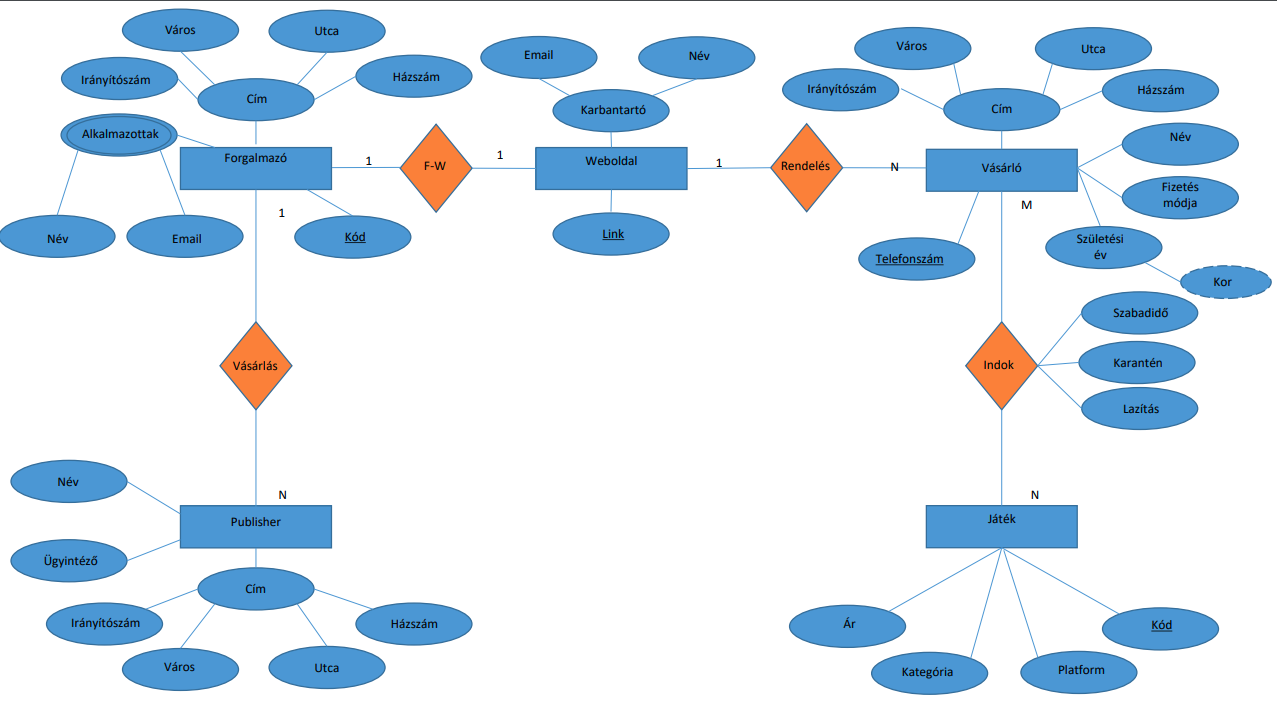 Város
Utca
Irányítószám
Házszám
Cím
Alkalmazottak
Forgalmazó
Név
Email
Kód
1
F-W
1
Email
Név
Karbantartó
Weboldal
Link
1
Rendelés
N
Város
Utca
Irányítószám
Házszám
Cím
Vásárló
Név
Fizetés
módja
Születési
év
Kor
Telefonszám
M
1
Vásárlás
N
Indok
Szabadidő
Karantén
Lazítás
N
Név
Ügyintéző
Publisher
Cím
Irányítószám
Házszám
Város
Utca
Játék
Ár
Kategória
Platform
Kód